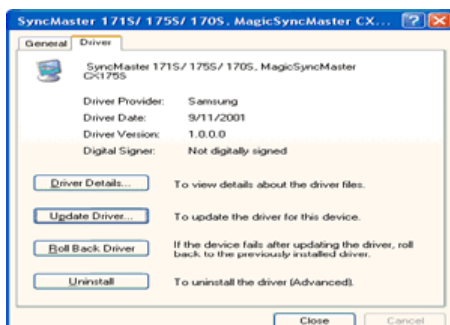 SyncMaster 171S/ 175S/ 170S, MagicSyncMaster CX...
General
Driver
SyncMaster 171S/ 175S/ 170S, MagicSyncMaster
CX175S
Driver Provider: Samsung
Driver Date: 9/11/2001
Driver Version: 1.0.0.0
Digital Signer: Not digitally signed
Driver Details... To view details about the driver files.
Update Driver... To update the driver for this device.
Roll Back Driver If the device fails after updating the driver, roll
back to the previously installed driver.
Uninstall To uninstall the driver (Advanced).
Close Cancel